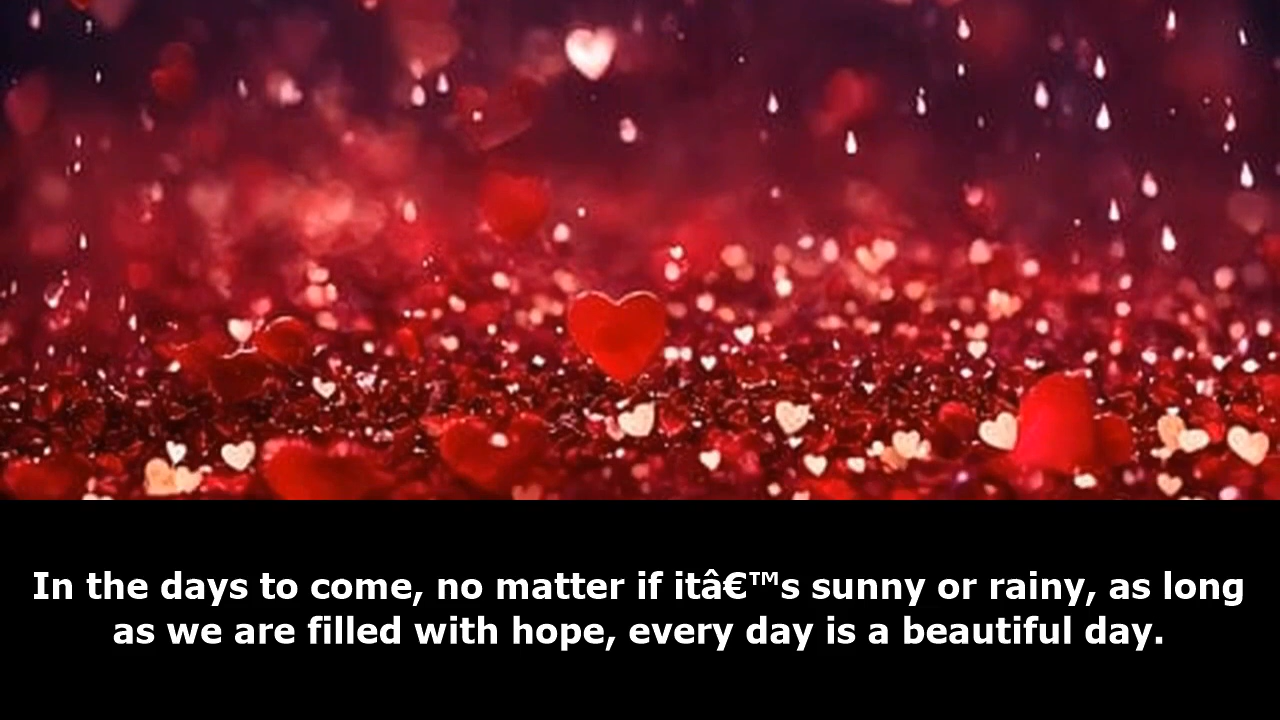 In the days to come, no matter if itâ€™s sunny or rainy, as long
as we are filled with hope, every day is a beautiful day.